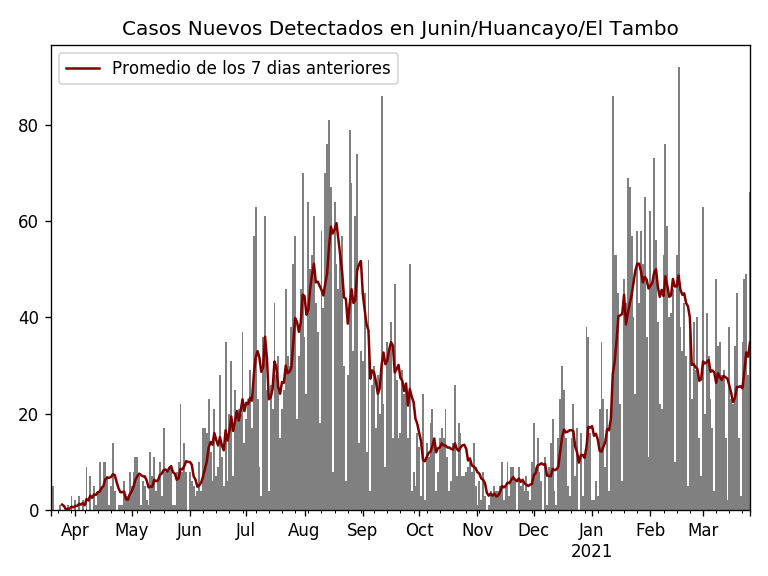 Casos Nuevos Detectados en Junin/Huancayo/El Tambo
Promedio de los 7 dias anteriores
80
60
40
20
0
Apr May Jun Jul Aug Sep Oct Nov Dec Jan Feb Mar
2021